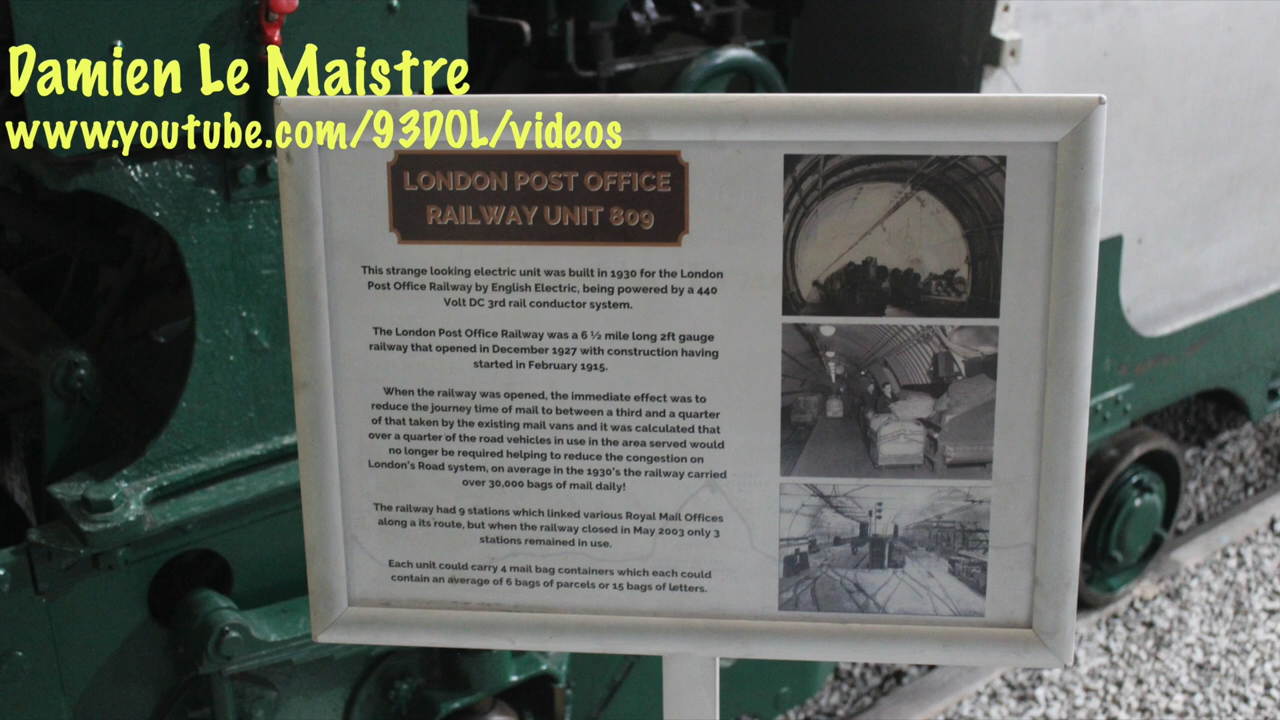 Damien Le Maistre
www.youtube.com/93DOL/videos
LONDON POST OFFICE
RAILWAY UNIT 809
This strange looking electric unit was built in 1930 for the London
Post Office Railway by English Electric, being powered by a 440
Volt DC 3rd rail conductor system.
The London Post Office Railway was a 6 ½ mile long 2ft gauge
railway that opened in December 1927 with construction having
started in February 1915.
When the railway was opened, the immediate effect was to
reduce the journey time of mail to between a third and a quarter
of that taken by the existing mail vans and it was calculated that
over a quarter of the road vehicles in use in the area served would
no longer be required helping to reduce the congestion on
London's Road system, on average in the 1930's the railway carried
over 30,000 bags of mail daily!
The railway had 9 stations which linked various Royal Mail Offices
along a its route, but when the railway closed in May 2003 only 3
stations remained in use.
Each unit could carry 4 mail bag containers which each could
contain an average of 6 bags of parcels or 15 bags of letters.